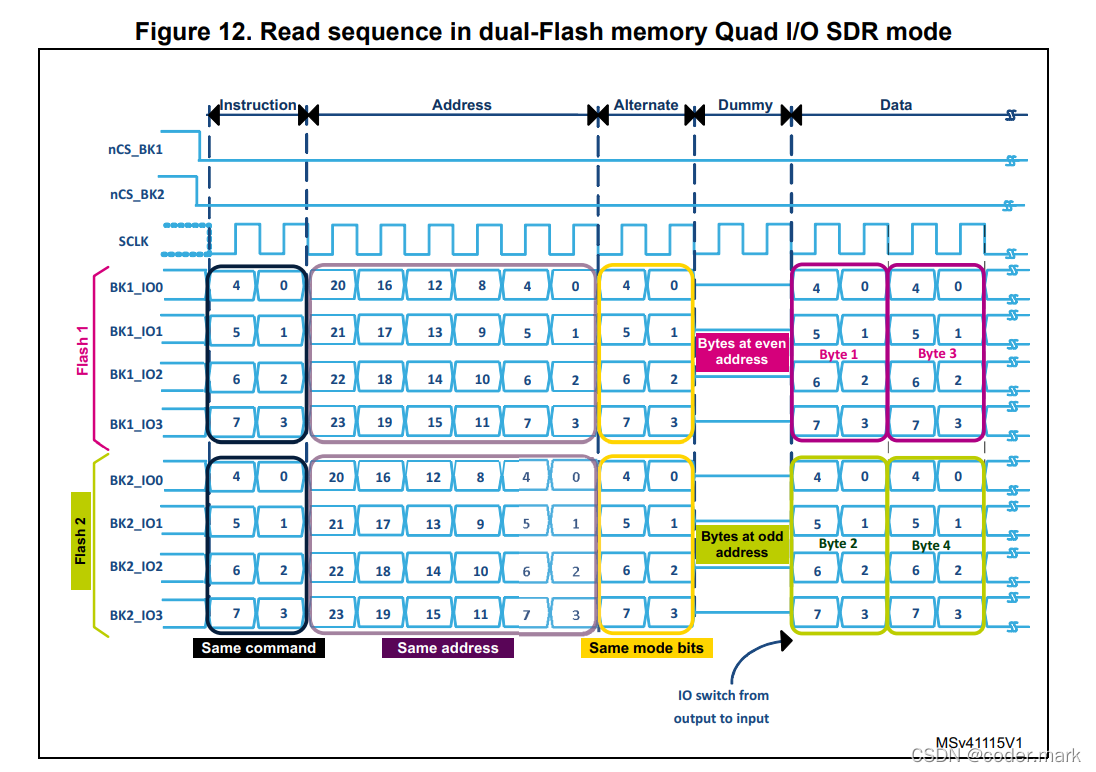 Figure 12. Read sequence in dual-Flash memory Quad I/O SDR mode
Instruction Address Alternate Dummy Data
nCS_BK1
nCS_BK2
SCLK
Flash 1
BK1_IO0 4 0 20 16 12 8 4 0 4 0 4 0 4 0
BK1_IO1 5 1 21 17 13 9 5 1 5 1 5 1 5 1
Bytes at even
address
Byte 1 Byte 3
BK1_IO2 6 2 22 18 14 10 6 2 6 2 6 2 6 2
BK1_IO3 7 3 23 19 15 11 7 3 7 3 7 3 7 3
Flash 2
BK2_IO0 4 0 20 16 12 8 4 0 4 0 4 0 4 0
BK2_IO1 5 1 21 17 13 9 5 1 5 1 5 1 5 1
Bytes at odd
address
Byte 2 Byte 4
BK2_IO2 6 2 22 18 14 10 6 2 6 2 6 2 6 2
BK2_IO3 7 3 23 19 15 11 7 3 7 3 7 3 7 3
Same command Same address Same mode bits
IO switch from
output to input
MSv41115V1
CSDN @coder.mark